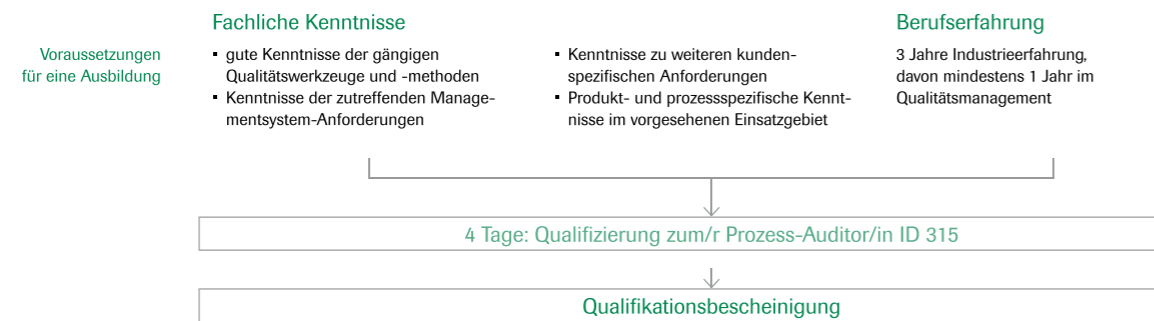 Voraussetzungen
für eine Ausbildung
Fachliche Kenntnisse
▪ gute Kenntnisse der gängigen
Qualitätswerkzeuge und -methoden
▪ Kenntnisse der zutreffenden Manage-
mentsystem-Anforderungen
▪ Kenntnisse zu weiteren kunden-
spezifischen Anforderungen
▪ Produkt- und prozessspezifische Kennt-
nisse im vorgesehenen Einsatzgebiet
Berufserfahrung
3 Jahre Industrieerfahrung,
davon mindestens 1 Jahr im
Qualitätsmanagement
4 Tage: Qualifizierung zum/r Prozess-Auditor/in ID 315
Qualifikationsbescheinigung